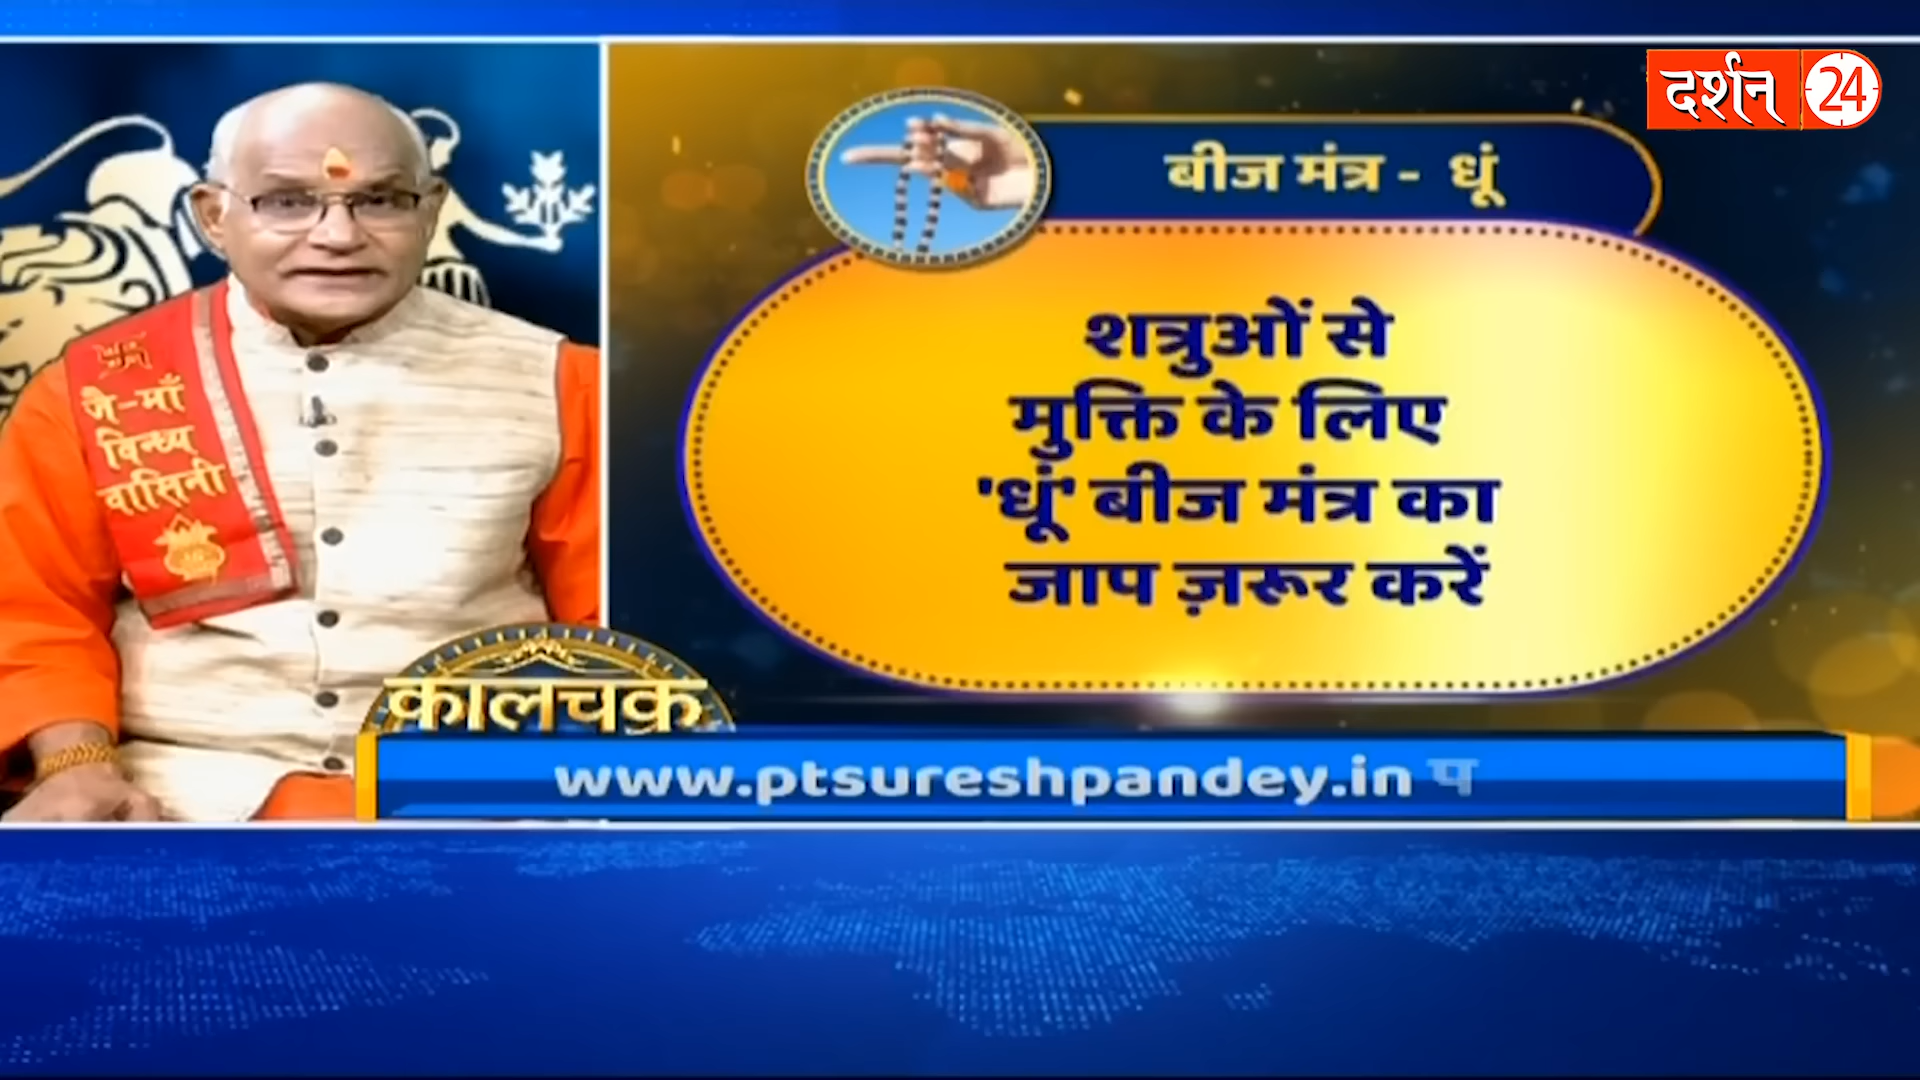 दर्शन 24
बीज मंत्र - धूं
शत्रुओं से
मुक्ति के लिए
'धूं' बीज मंत्र का
जाप ज़रूर करें
जै-माँ
विन्ध्य
वासिनी
कालचक्र
www.ptsureshpandey.in प